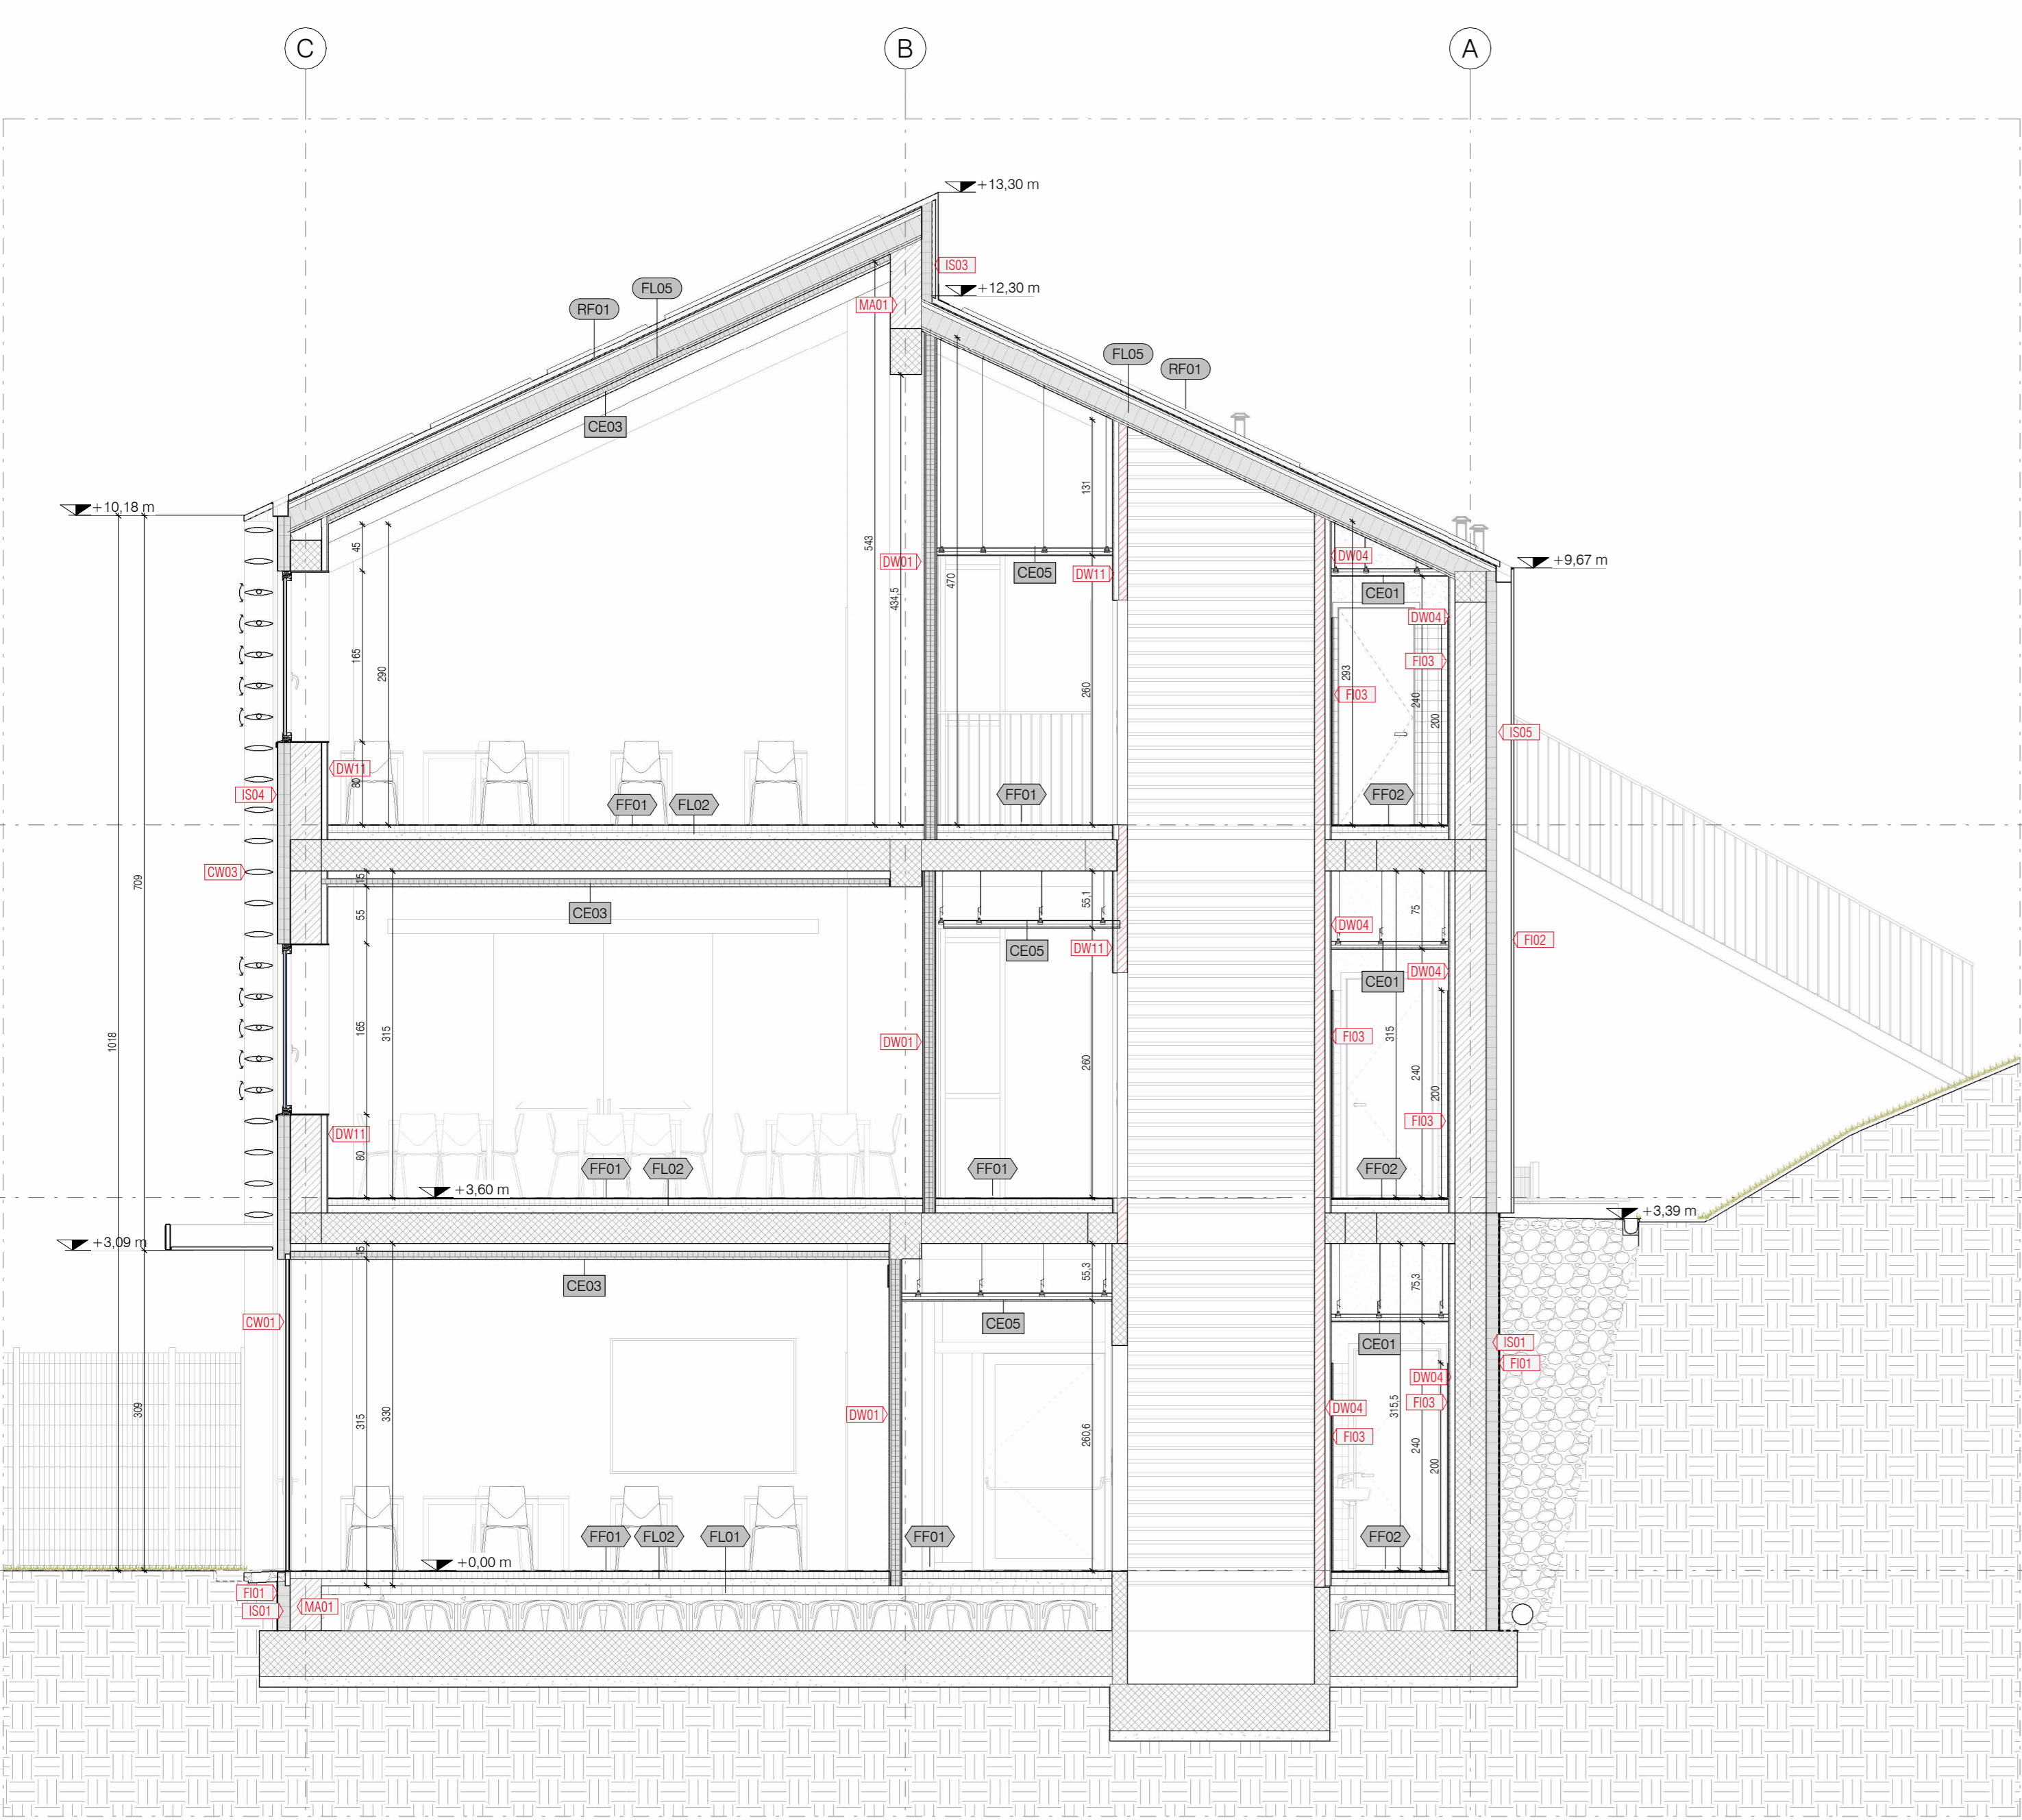 C
B
A
+13,30 m
IS03
+12,30 m
MA01
FL05
RF01
FL05
RF01
CE03
131
+10,18 m
45
543
DW01
CE05
DW11
470
434,5
DW04
+9,67 m
CE01
DW04
165
290
260
293
FI03
FI03
240
200
IS05
DW11
80
IS04
FF01
FL02
FF01
FF02
CW03
709
15
55
CE03
55,1
CE05
DW11
75
DW04
DW04
CE01
FI02
1018
165
315
DW01
260
FI03
315
240
200
FI03
DW11
80
FF01
FL02
FF01
FF02
+3,60 m
+3,39 m
+3,09 m
15
CE03
55,3
CE05
75,3
CE01
CW01
IS01
FI01
DW04
FI03
309
315
330
DW01
260,6
DW04
315,5
FI03
240
200
FF01
FL02
FL01
FF01
FF02
+0,00 m
FI01
IS01
MA01